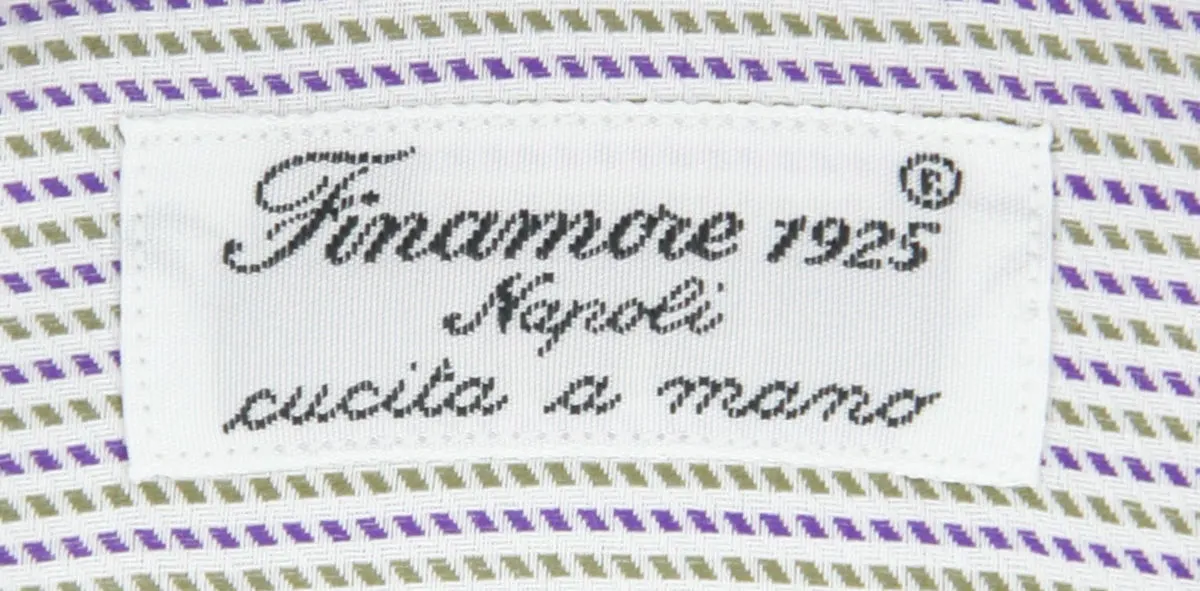 Finamore 1925®
Napoli
cucita a mano